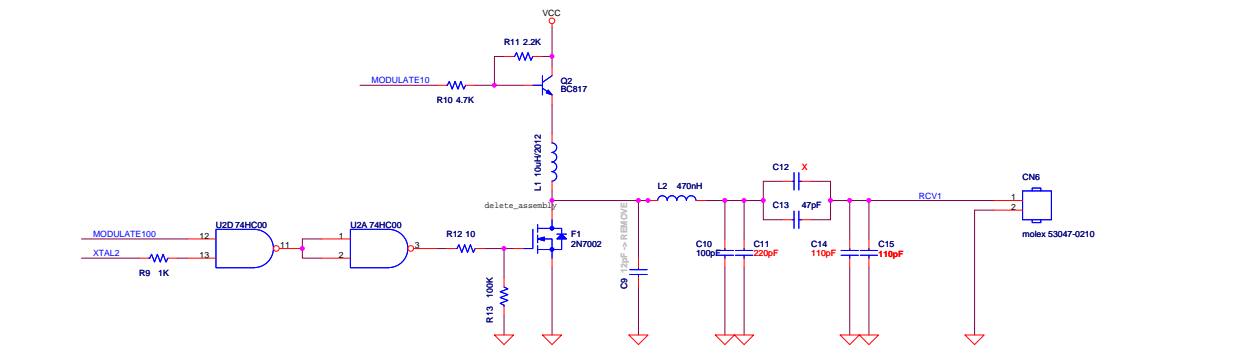 VCC
R11 2.2K
Q2
BC817
MODULATE10
R10 4.7K
L1 10uH/2012
C12 X
CN6
L2 470nH
RCV1
1
2
delete_assembly
C13 47pF
molex 53047-0210
U2D 74HC00
U2A 74HC00
MODULATE100
12
11
1
3
R12 10
F1
2N7002
12pF -> REMOVE
C9
C10
100pF
C11
220pF
C14
110pF
C15
110pF
XTAL2
13
2
R9 1K
R13 100K